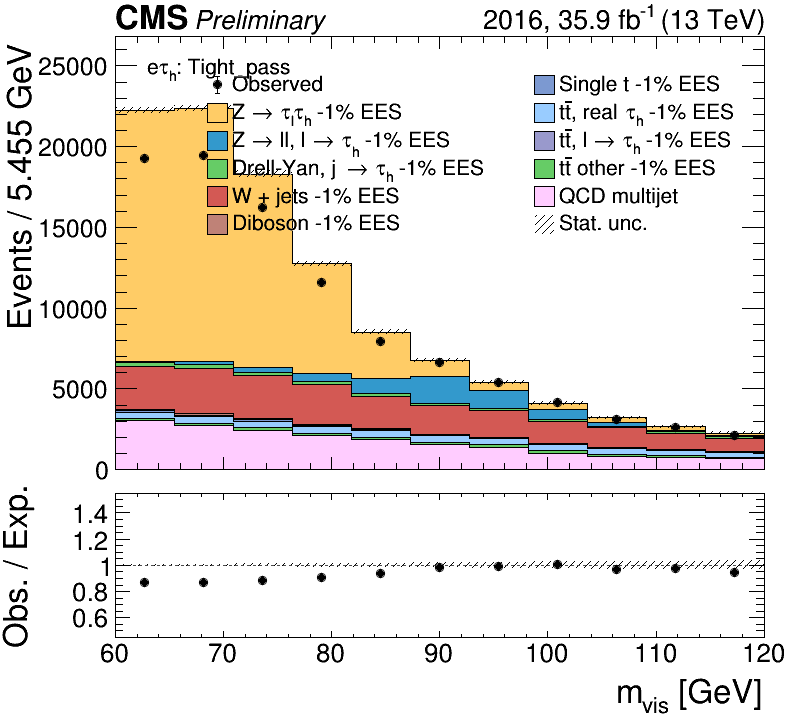 CMS Preliminary 2016, 35.9 fb⁻¹ (13 TeV)
Events / 5.455 GeV
25000
20000
15000
10000
5000
0
eτh: Tight_pass
Observed
Z → τlτh -1% EES
Z → ll, l → τh -1% EES
Drell-Yan, j → τh -1% EES
W + jets -1% EES
Diboson -1% EES
Single t -1% EES
tt̄, real τh -1% EES
tt̄, l → τh -1% EES
tt̄ other -1% EES
QCD multijet
Stat. unc.
Obs. / Exp.
1.4
1.2
1
0.8
0.6
60 70 80 90 100 110 120
mvis [GeV]